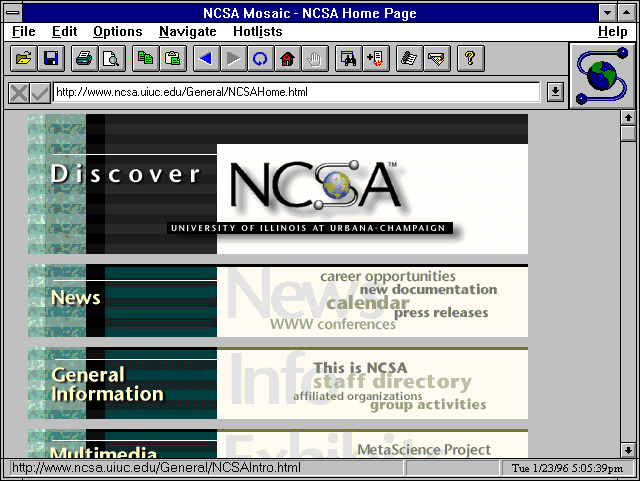 NCSA Mosaic - NCSA Home Page
File Edit Options Navigate Hotlists Help
http://www.ncsa.uiuc.edu/General/NCSAHome.html
Discover NCSA™
UNIVERSITY OF ILLINOIS AT URBANA-CHAMPAIGN
News
News
career opportunities
new documentation
calendar
press releases
WWW conferences
General
Information
Info
This is NCSA
staff directory
affiliated organizations
group activities
Multimedia
Exhibit
MetaScience Project
http://www.ncsa.uiuc.edu/General/NCSAIntro.html
Tue 1/23/96 5:05:39pm